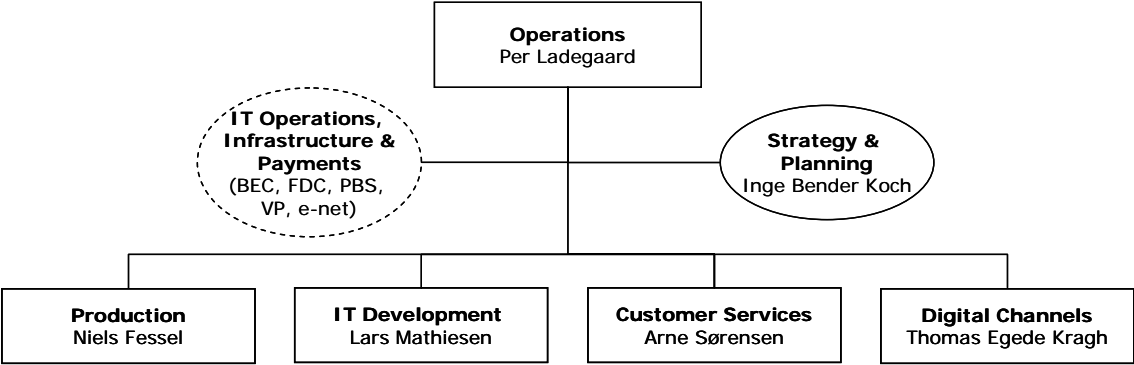 Operations
Per Ladegaard
IT Operations,
Infrastructure &
Payments
(BEC, FDC, PBS,
VP, e-net)
Strategy &
Planning
Inge Bender Koch
Production
Niels Fessel
IT Development
Lars Mathiesen
Customer Services
Arne Sørensen
Digital Channels
Thomas Egede Kragh